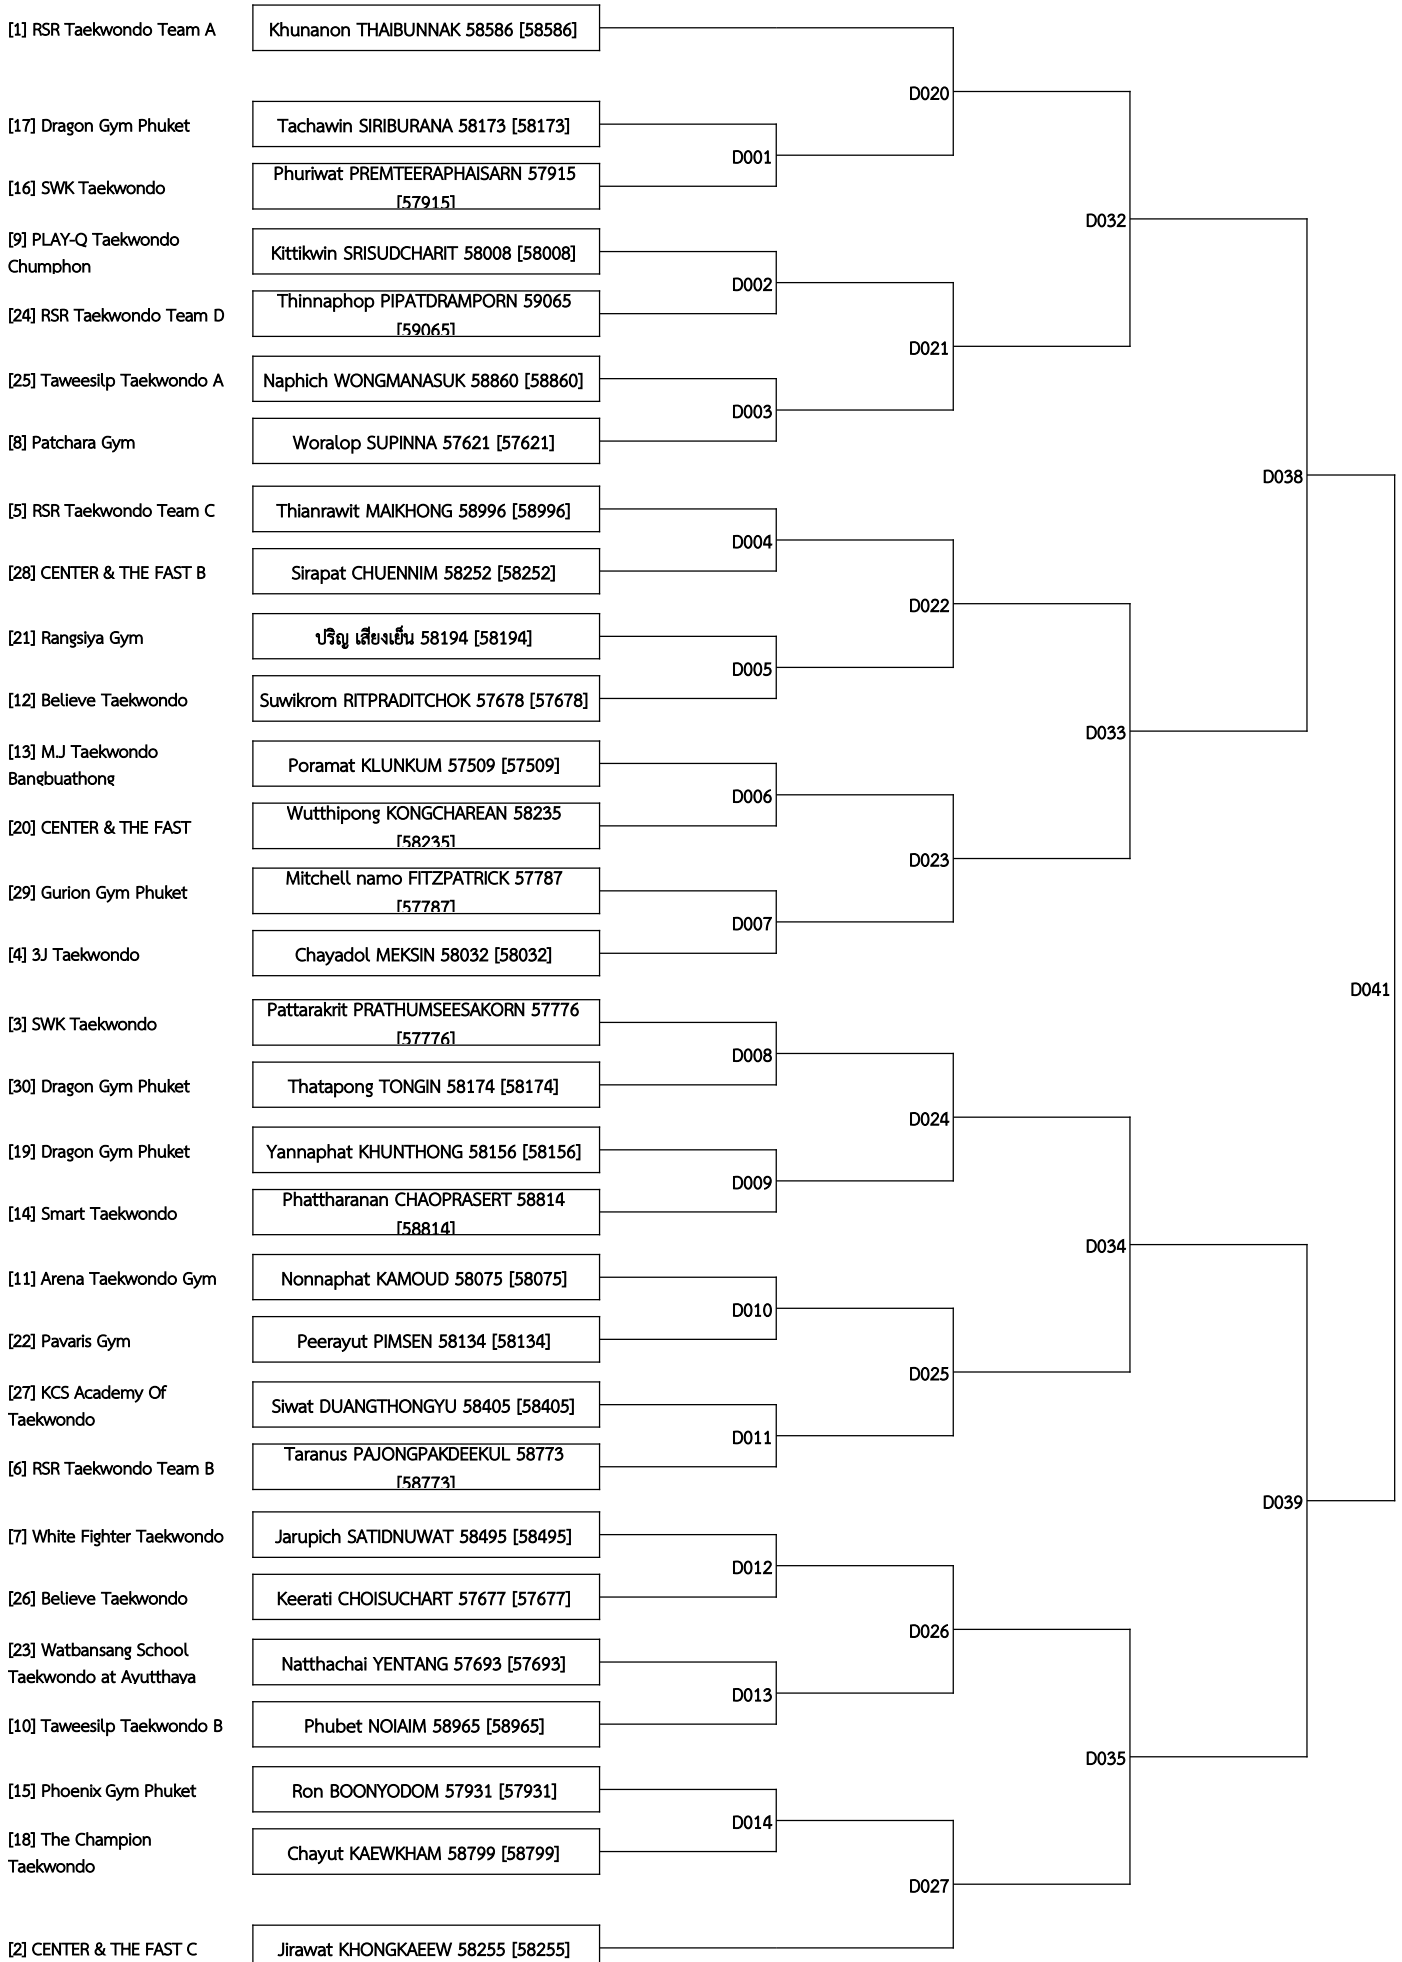 [1] RSR Taekwondo Team A
Khunanon THAIBUNNAK 58586 [58586]
D020
[17] Dragon Gym Phuket
Tachawin SIRIBURANA 58173 [58173]
D001
[16] SWK Taekwondo
Phuriwat PREMTEERAPHAISARN 57915
[57915]
D032
[9] PLAY-Q Taekwondo
Chumphon
Kittikwin SRISUDCHARIT 58008 [58008]
D002
[24] RSR Taekwondo Team D
Thinnaphop PIPATDRAMPORN 59065
[59065]
D021
[25] Taweesilp Taekwondo A
Naphich WONGMANASUK 58860 [58860]
D003
[8] Patchara Gym
Woralop SUPINNA 57621 [57621]
D038
[5] RSR Taekwondo Team C
Thianrawit MAIKHONG 58996 [58996]
D004
[28] CENTER & THE FAST B
Sirapat CHUENNIM 58252 [58252]
D022
[21] Rangsiya Gym
ปริญ เสียงเย็น 58194 [58194]
D005
[12] Believe Taekwondo
Suwikrom RITPRADITCHOK 57678 [57678]
D033
[13] M.J Taekwondo
Bangbuathong
Poramat KLUNKUM 57509 [57509]
D006
[20] CENTER & THE FAST
Wutthipong KONGCHAREAN 58235
[58235]
D023
[29] Gurion Gym Phuket
Mitchell namo FITZPATRICK 57787
[57787]
D007
[4] 3J Taekwondo
Chayadol MEKSIN 58032 [58032]
D041
[3] SWK Taekwondo
Pattarakrit PRATHUMSEESAKORN 57776
[57776]
D008
[30] Dragon Gym Phuket
Thatapong TONGIN 58174 [58174]
D024
[19] Dragon Gym Phuket
Yannaphat KHUNTHONG 58156 [58156]
D009
[14] Smart Taekwondo
Phattharanan CHAOPRASERT 58814
[58814]
D034
[11] Arena Taekwondo Gym
Nonnaphat KAMOUD 58075 [58075]
D010
[22] Pavaris Gym
Peerayut PIMSEN 58134 [58134]
D025
[27] KCS Academy Of
Taekwondo
Siwat DUANGTHONGYU 58405 [58405]
D011
[6] RSR Taekwondo Team B
Taranus PAJONGPAKDEEKUL 58773
[58773]
D039
[7] White Fighter Taekwondo
Jarupich SATIDNUWAT 58495 [58495]
D012
[26] Believe Taekwondo
Keerati CHOISUCHART 57677 [57677]
D026
[23] Watbansang School
Taekwondo at Ayutthaya
Natthachai YENTANG 57693 [57693]
D013
[10] Taweesilp Taekwondo B
Phubet NOIAIM 58965 [58965]
D035
[15] Phoenix Gym Phuket
Ron BOONYODOM 57931 [57931]
D014
[18] The Champion
Taekwondo
Chayut KAEWKHAM 58799 [58799]
D027
[2] CENTER & THE FAST C
Jirawat KHONGKAEEW 58255 [58255]